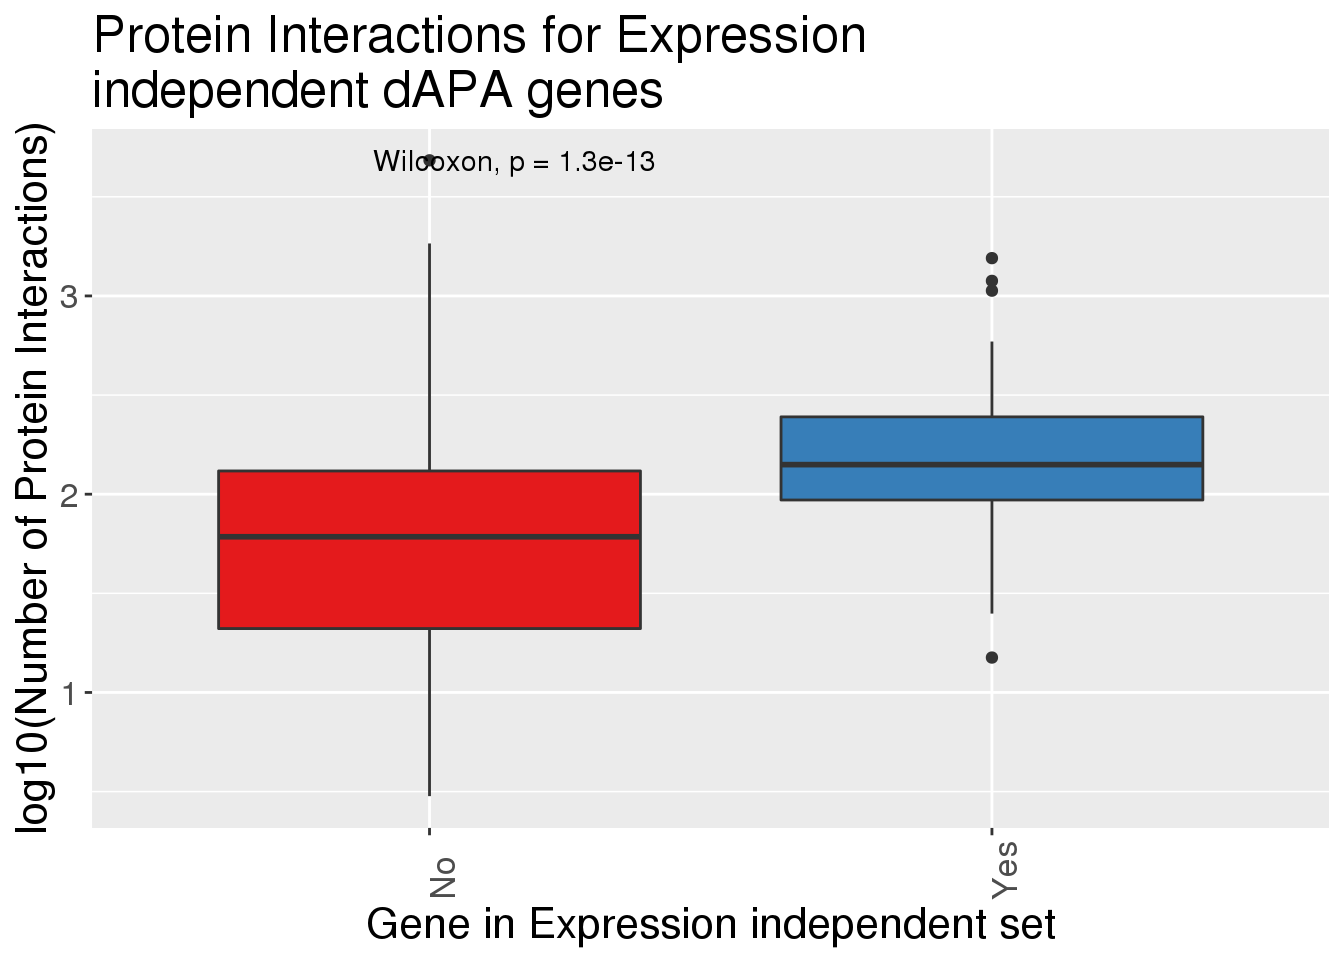 Protein Interactions for Expression
independent dAPA genes
log10(Number of Protein Interactions)
Wilcoxon, p = 1.3e-13
3
2
1
No
Yes
Gene in Expression independent set